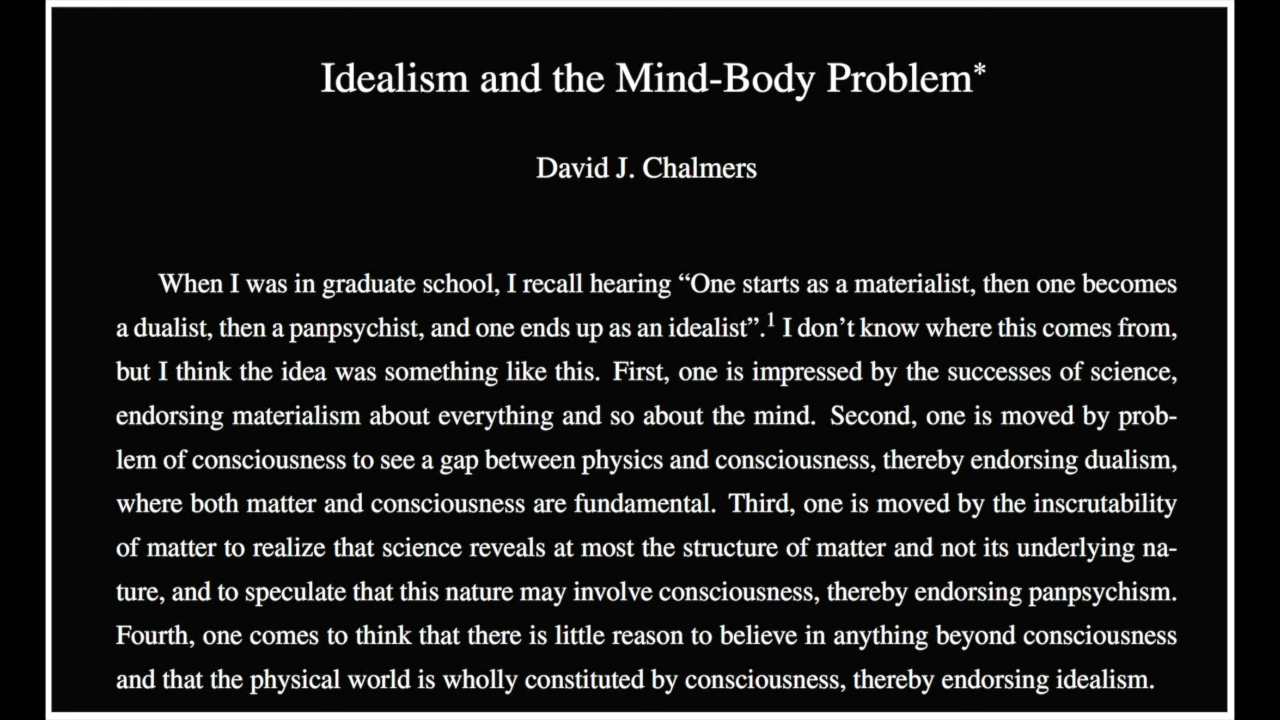 Idealism and the Mind-Body Problem*
David J. Chalmers
When I was in graduate school, I recall hearing “One starts as a materialist, then one becomes
a dualist, then a panpsychist, and one ends up as an idealist”.1 I don’t know where this comes from,
but I think the idea was something like this. First, one is impressed by the successes of science,
endorsing materialism about everything and so about the mind. Second, one is moved by prob-
lem of consciousness to see a gap between physics and consciousness, thereby endorsing dualism,
where both matter and consciousness are fundamental. Third, one is moved by the inscrutability
of matter to realize that science reveals at most the structure of matter and not its underlying na-
ture, and to speculate that this nature may involve consciousness, thereby endorsing panpsychism.
Fourth, one comes to think that there is little reason to believe in anything beyond consciousness
and that the physical world is wholly constituted by consciousness, thereby endorsing idealism.